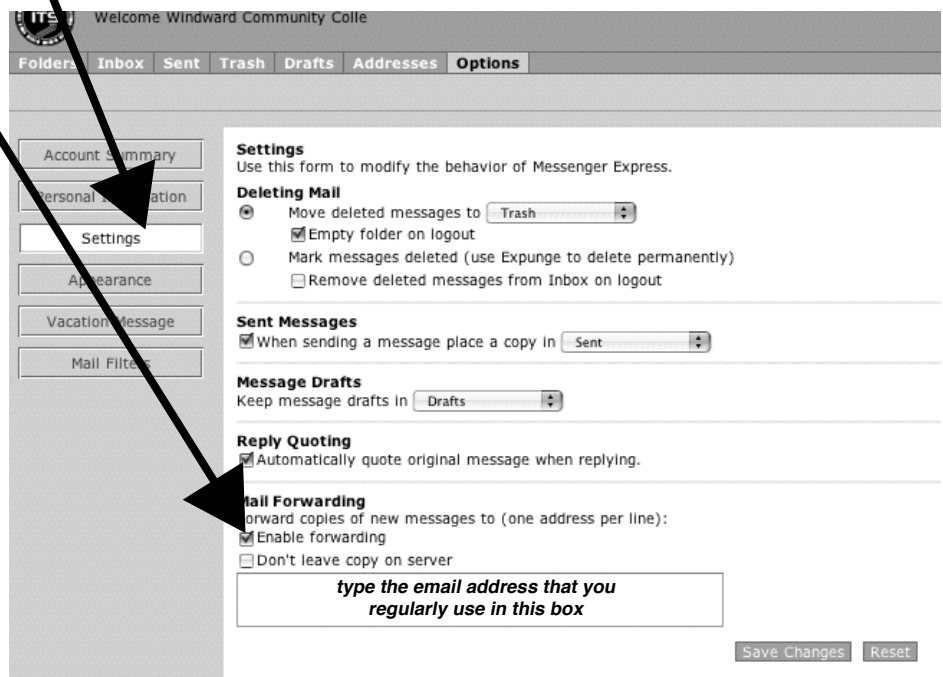 ITS
Welcome Windward Community Colle
Folders Inbox Sent Trash Drafts Addresses Options
Account Summary
Personal
Settings
Appearance
Vacation Message
Mail Filters
Settings
Use this form to modify the behavior of Messenger Express.
Deleting Mail
Move deleted messages to Trash
Empty folder on logout
Mark messages deleted (use Expunge to delete permanently)
Remove deleted messages from Inbox on logout
Sent Messages
When sending a message place a copy in Sent
Message Drafts
Keep message drafts in Drafts
Reply Quoting
Automatically quote original message when replying.
Mail Forwarding
Forward copies of new messages to (one address per line):
Enable forwarding
Don't leave copy on server
type the email address that you
regularly use in this box
Save Changes Reset